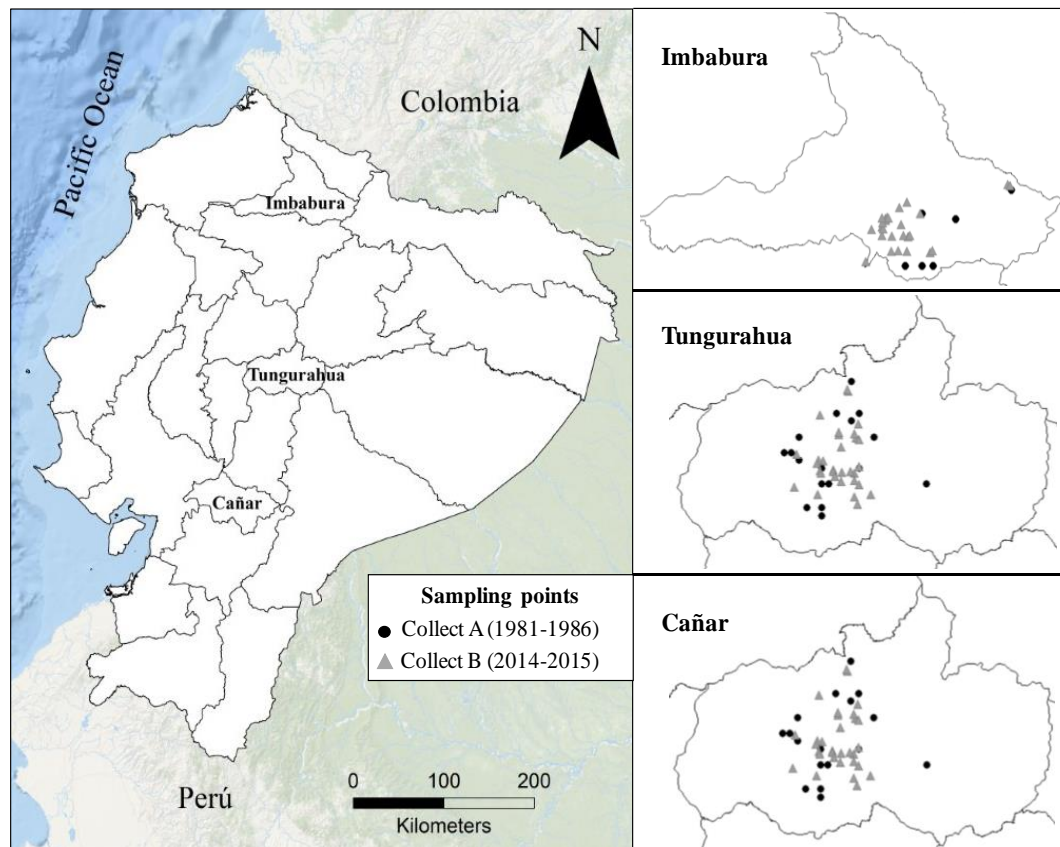 Pacific Ocean
Colombia
N
Imbabura
Tungurahua
Cañar
Perú
0 100 200
Kilometers
Sampling points
Collect A (1981-1986)
Collect B (2014-2015)
Imbabura
Tungurahua
Cañar